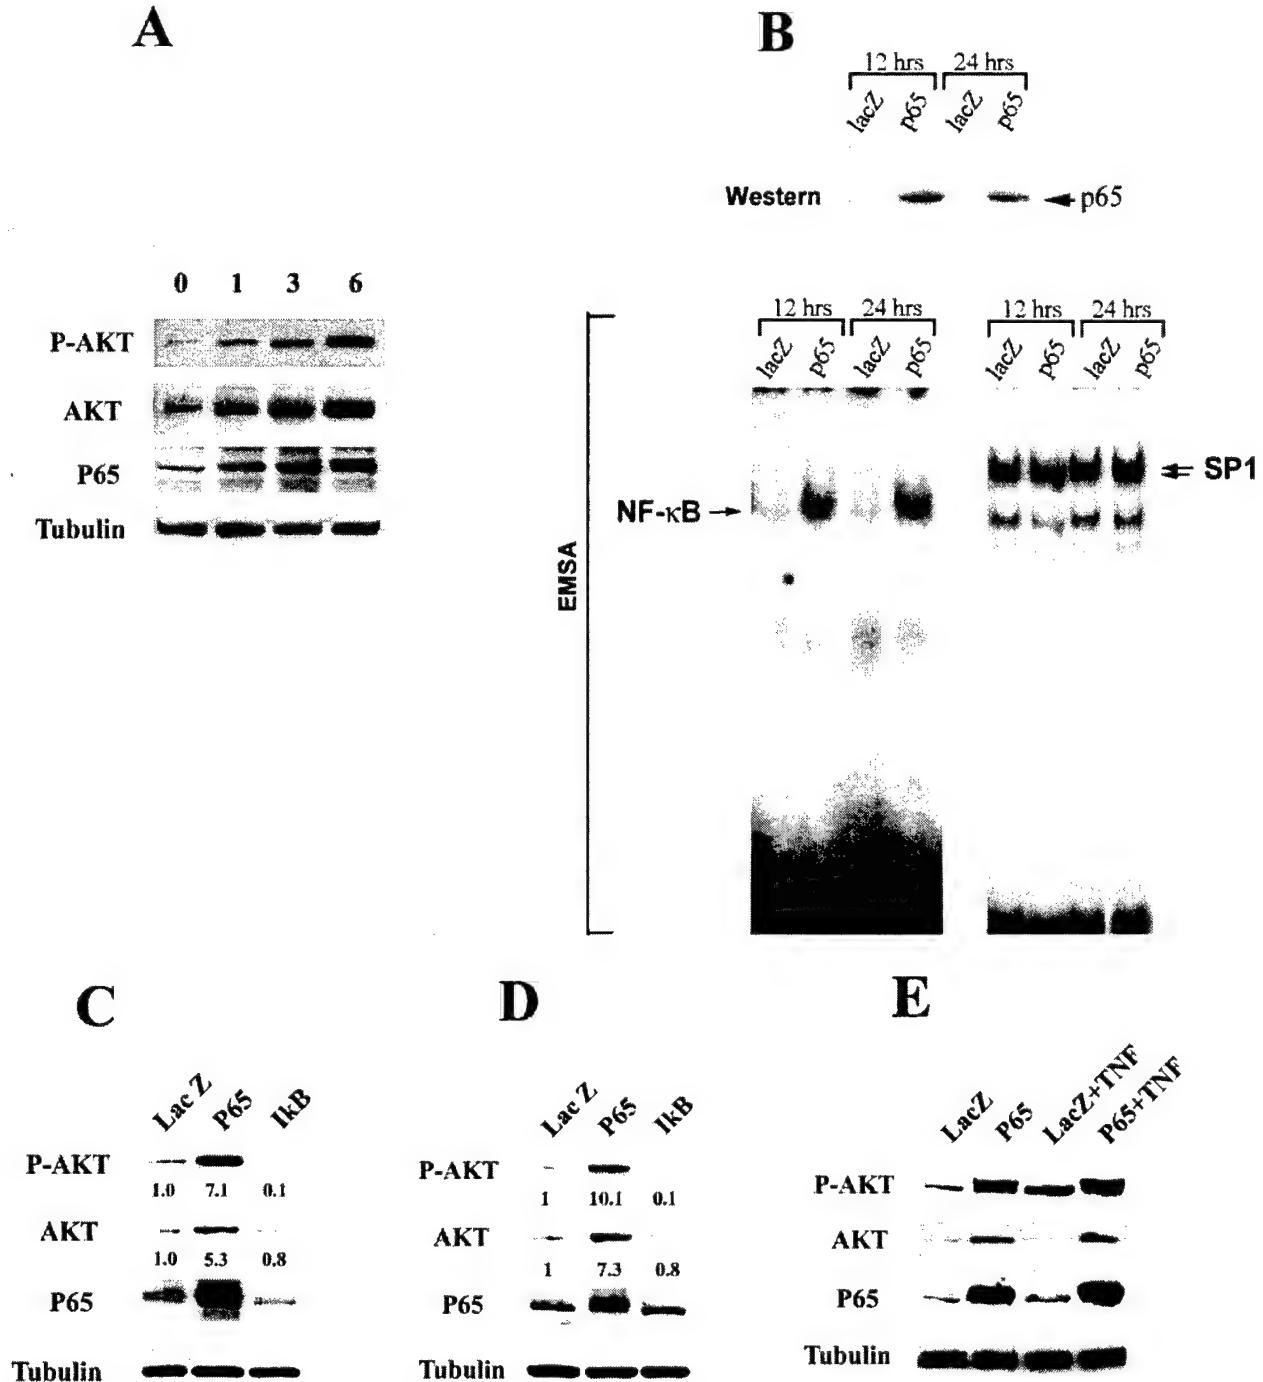 A
0 1 3 6
P-AKT
AKT
P65
Tubulin
B
12 hrs 24 hrs
lacZ p65 lacZ p65
Western
p65
12 hrs 24 hrs 12 hrs 24 hrs
lacZ p65 lacZ p65 lacZ p65 lacZ p65
SP1
NF-κB
EMSA
C
Lac Z P65 IkB
P-AKT
1.0 7.1 0.1
AKT
1.0 5.3 0.8
P65
Tubulin
D
Lac Z P65 IkB
P-AKT
1 10.1 0.1
AKT
1 7.3 0.8
P65
Tubulin
E
LacZ P65 LacZ+TNF P65+TNF
P-AKT
AKT
P65
Tubulin